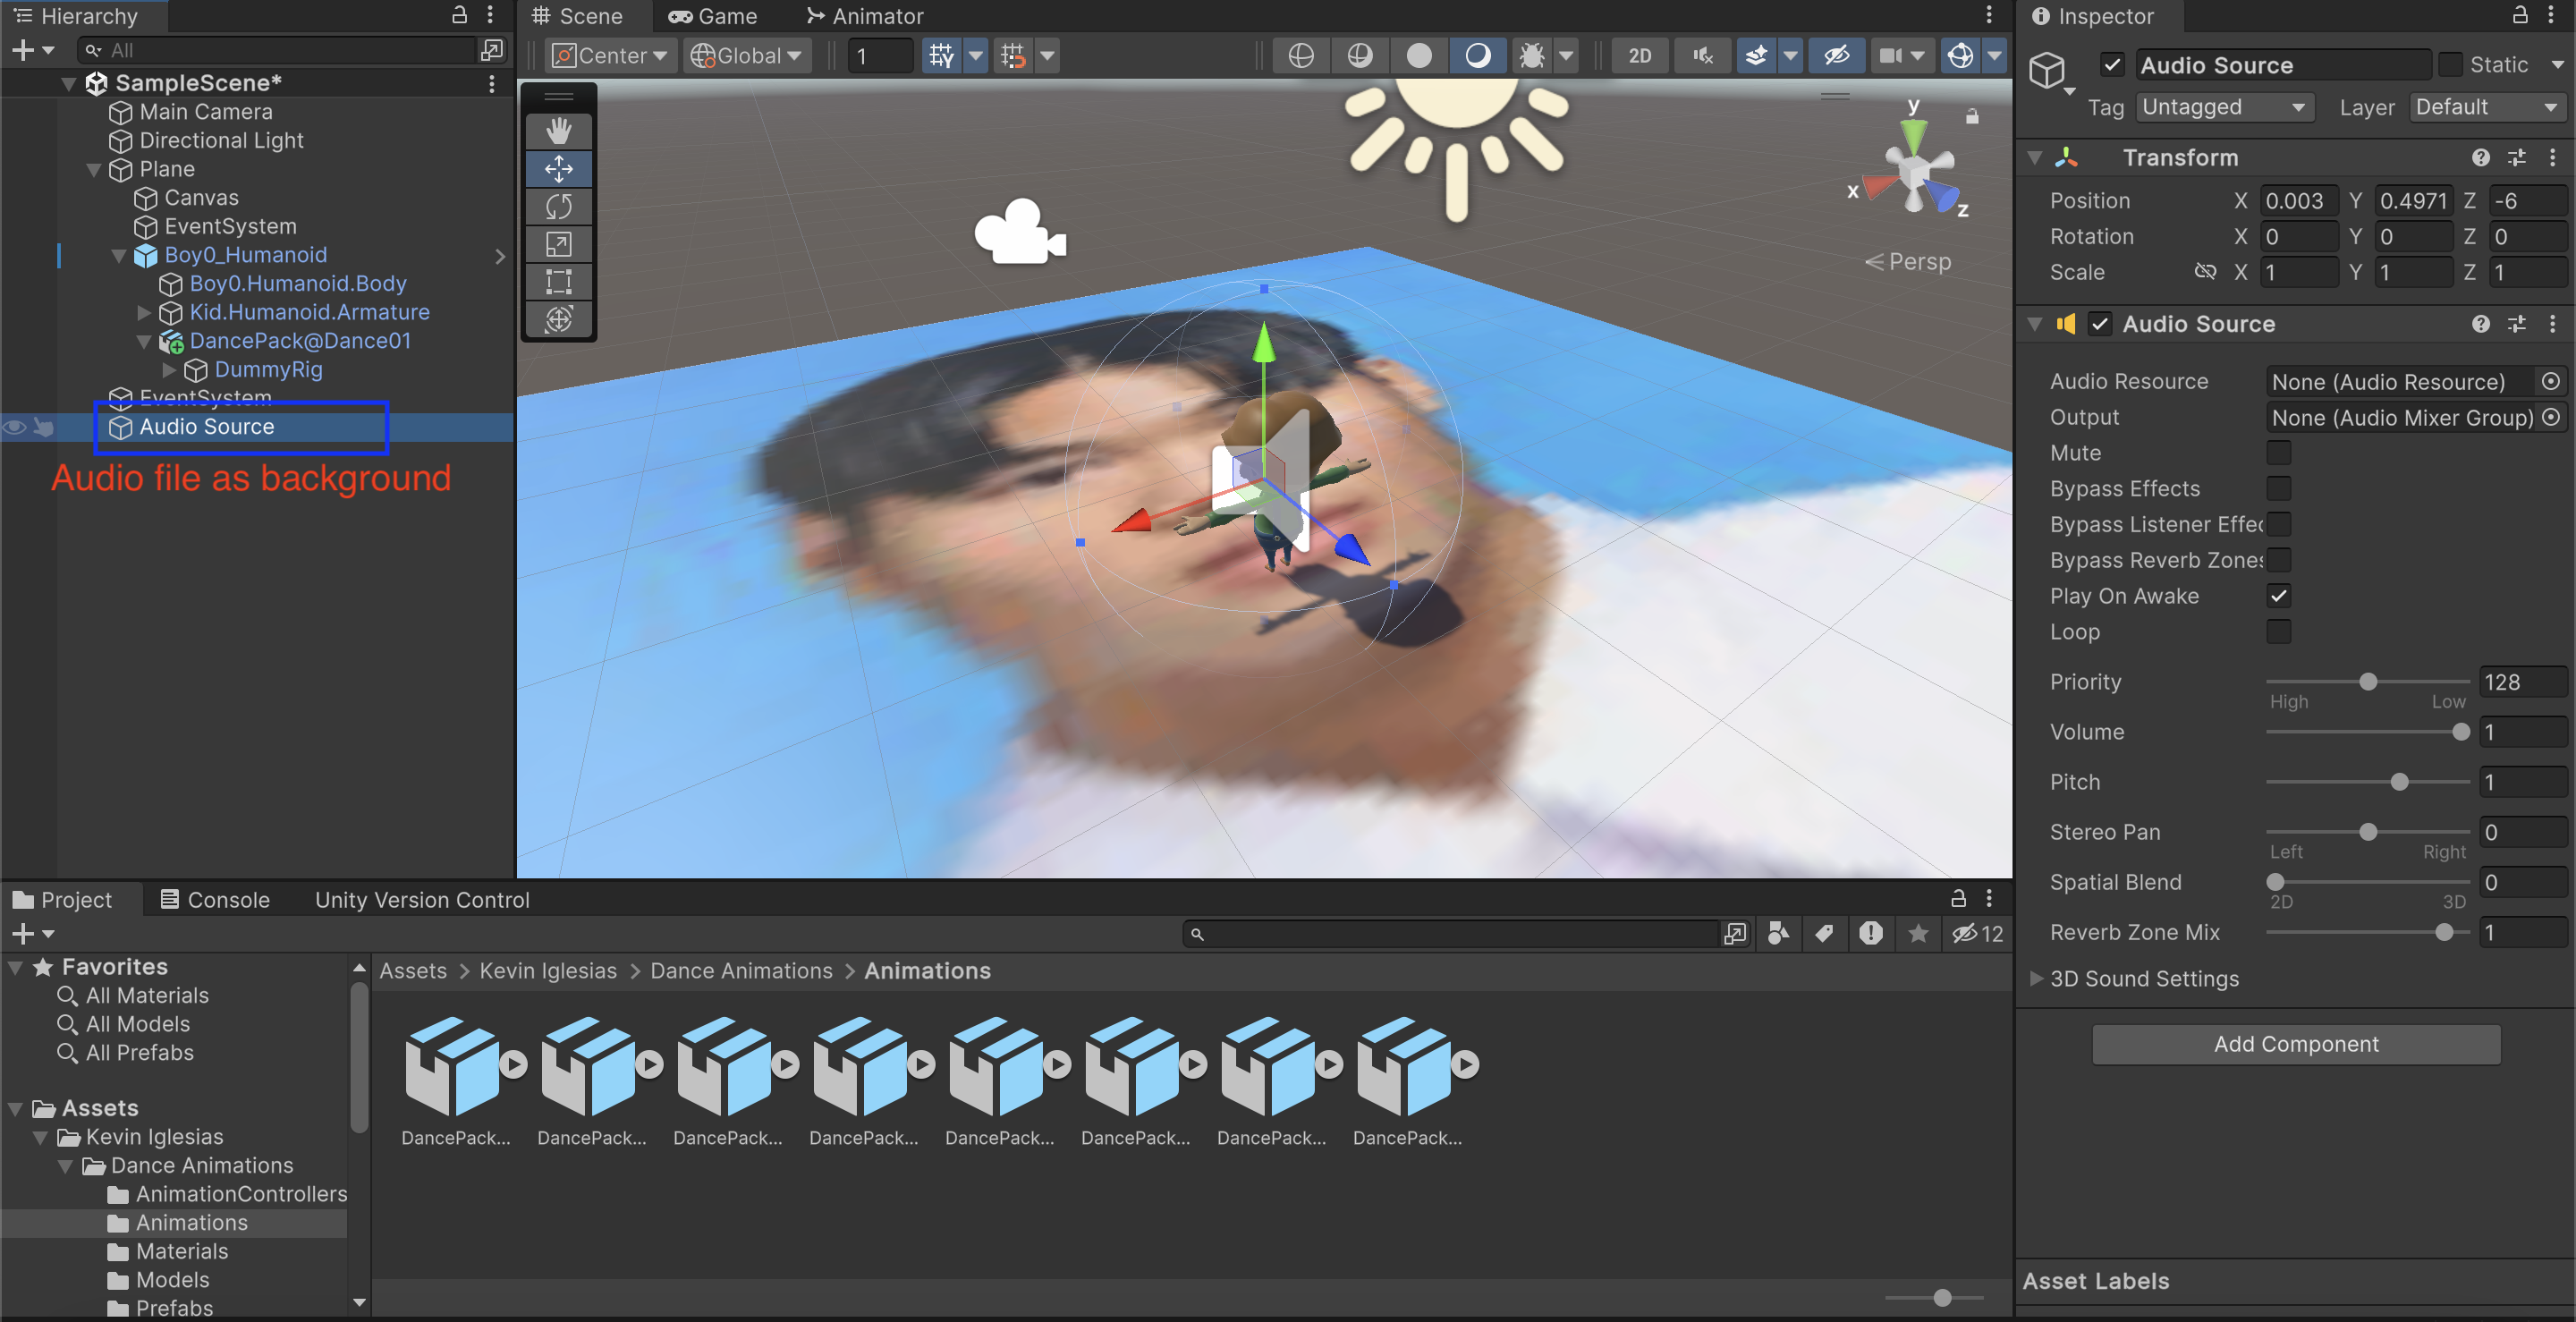 Hierarchy
All
SampleScene*
Main Camera
Directional Light
Plane
Canvas
EventSystem
Boy0_Humanoid
Boy0.Humanoid.Body
Kid.Humanoid.Armature
DancePack@Dance01
DummyRig
EventSystem
Audio Source
Audio file as background
Scene Game Animator
Center Global 1 2D
y
x
z
Persp
Inspector
Audio Source Static
Tag Untagged Layer Default
Transform
Position X 0.003 Y 0.4971 Z -6
Rotation X 0 Y 0 Z 0
Scale X 1 Y 1 Z 1
Audio Source
Audio Resource None (Audio Resource)
Output None (Audio Mixer Group)
Mute
Bypass Effects
Bypass Listener Effec
Bypass Reverb Zones
Play On Awake
Loop
Priority 128
High Low
Volume 1
Pitch 1
Stereo Pan 0
Left Right
Spatial Blend 0
2D 3D
Reverb Zone Mix 1
3D Sound Settings
Add Component
Asset Labels
Project Console Unity Version Control
12
Favorites
All Materials
All Models
All Prefabs
Assets
Kevin Iglesias
Dance Animations
AnimationControllers
Animations
Materials
Models
Prefabs
Assets > Kevin Iglesias > Dance Animations > Animations
DancePack... DancePack... DancePack... DancePack... DancePack... DancePack... DancePack... DancePack...